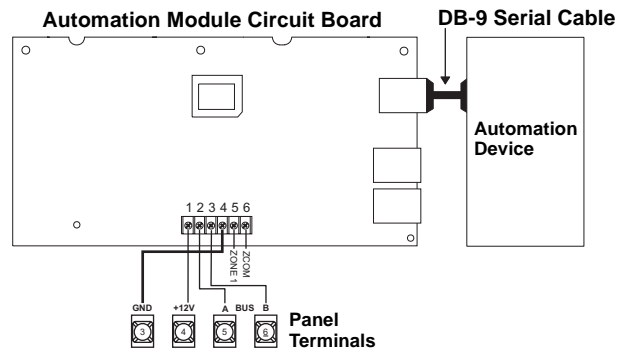 Automation Module Circuit Board
DB-9 Serial Cable
Automation
Device
1 2 3 4 5 6
ZONE 1
ZCOM
GND +12V A BUS B
3 4 5 6
Panel
Terminals